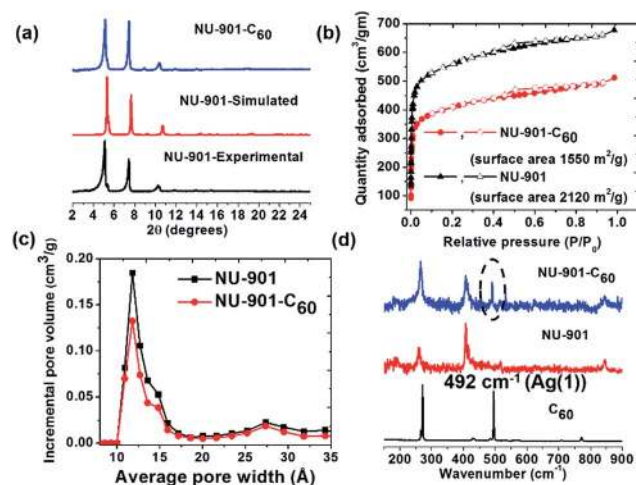 (a)
NU-901-C60
NU-901-Simulated
NU-901-Experimental
2 4 6 8 10 12 14 16 18 20 22 24
2θ (degrees)
(b)
Quantity adsorbed (cm³/gm)
700
600
500
400
300
200
100
NU-901-C60
(surface area 1550 m²/g)
NU-901
(surface area 2120 m²/g)
0.0 0.2 0.4 0.6 0.8 1.0
Relative pressure (P/P0)
(c)
Incremental pore volume (cm³/g)
0.20
0.15
0.10
0.05
0.00
NU-901
NU-901-C60
10 15 20 25 30 35
Average pore width (Å)
(d)
NU-901-C60
NU-901
492 cm⁻¹ (Ag(1))
C60
200 300 400 500 600 700 800 900
Wavenumber (cm⁻¹)